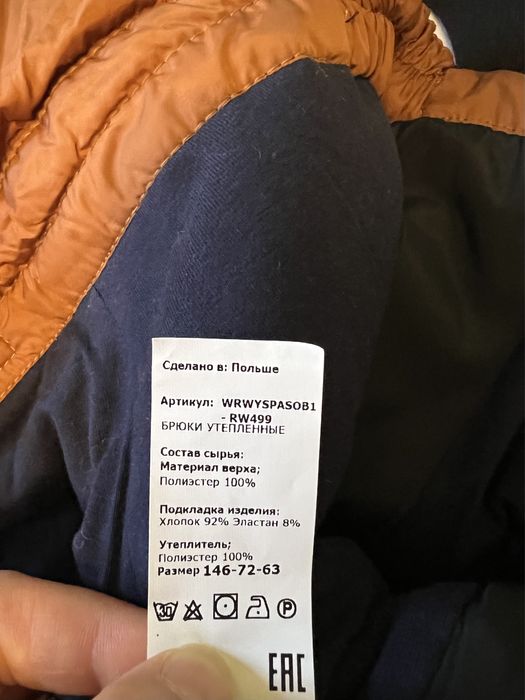 Сделано в: Польше
Артикул: WRWYSPASOB1
- RW499
БРЮКИ УТЕПЛЕННЫЕ
Состав сырья:
Материал верха;
Полиэстер 100%
Подкладка изделия:
Хлопок 92% Эластан 8%
Утеплитель;
Полиэстер 100%
Размер 146-72-63
30 P
EAC